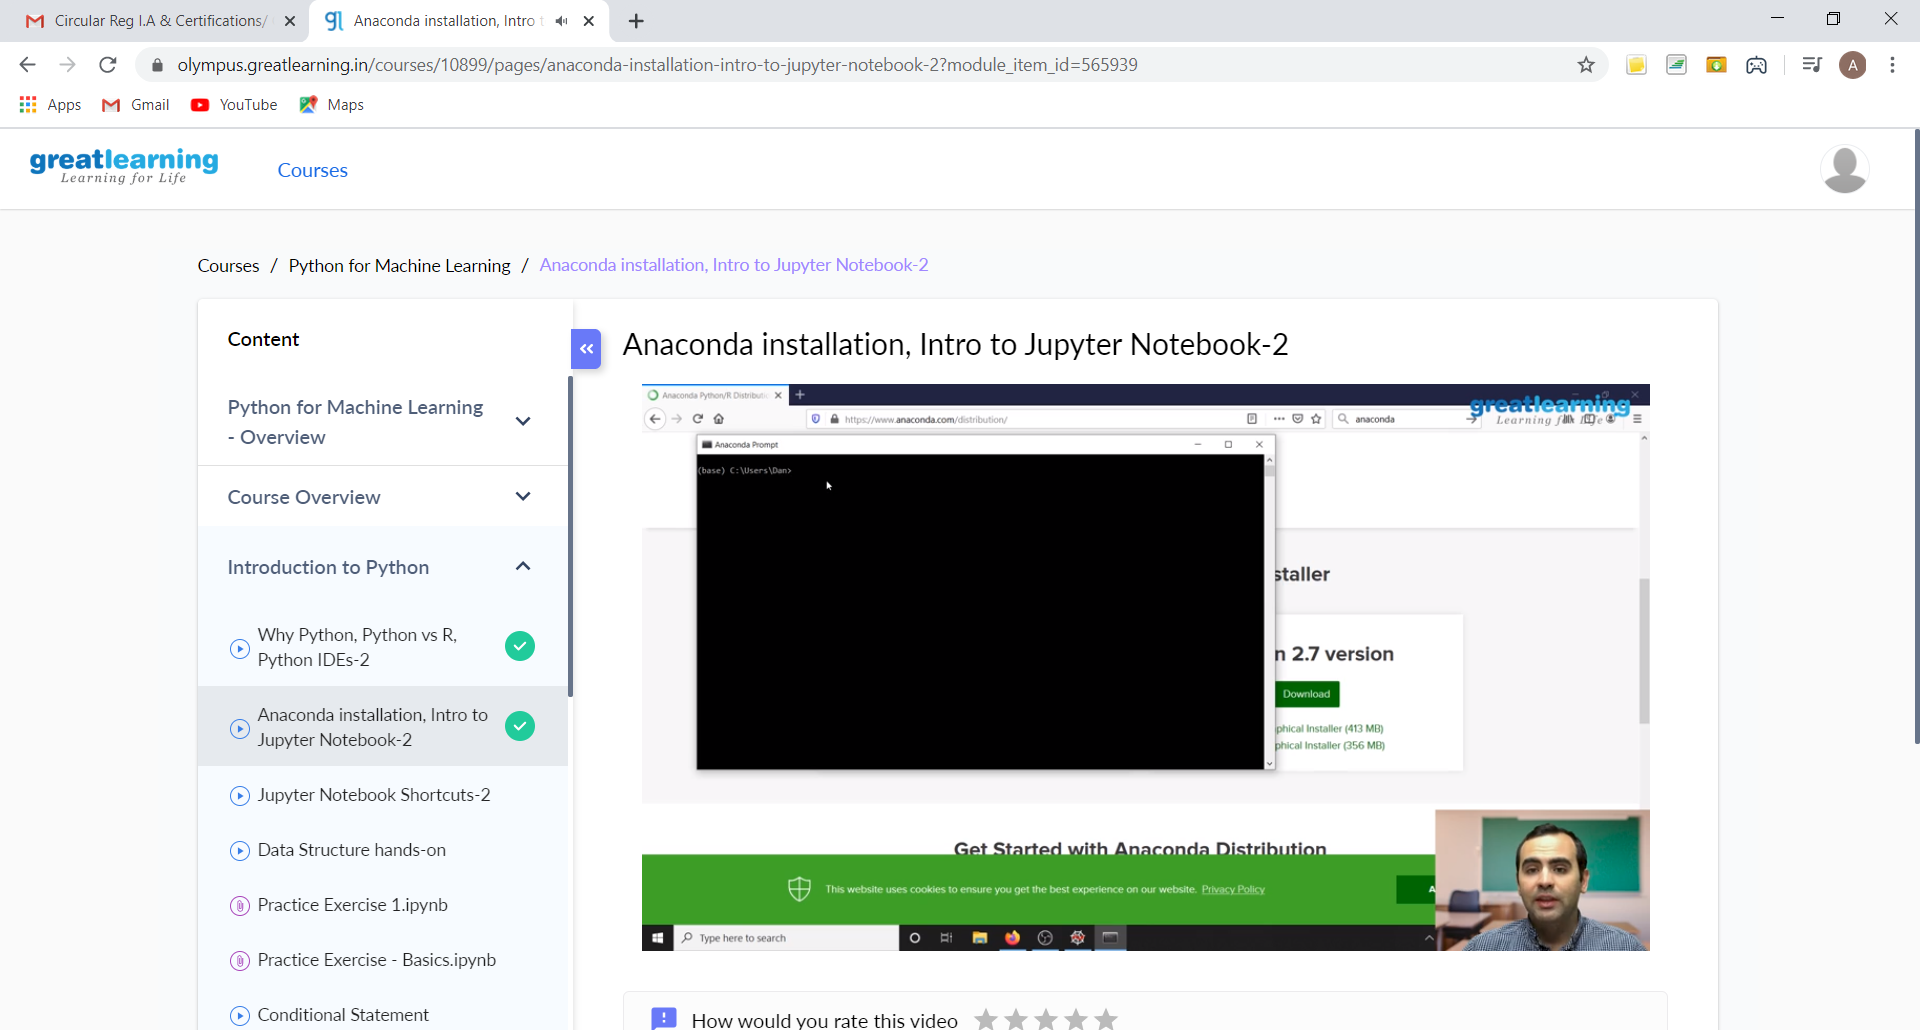 Circular Reg I.A & Certifications/
Anaconda installation, Intro t
olympus.greatlearning.in/courses/10899/pages/anaconda-installation-intro-to-jupyter-notebook-2?module_item_id=565939
A
Apps
Gmail
YouTube
Maps
greatlearning
Learning for Life
Courses
Courses / Python for Machine Learning / Anaconda installation, Intro to Jupyter Notebook-2
Content
Python for Machine Learning
- Overview
Course Overview
Introduction to Python
Why Python, Python vs R,
Python IDEs-2
Anaconda installation, Intro to
Jupyter Notebook-2
Jupyter Notebook Shortcuts-2
Data Structure hands-on
Practice Exercise 1.ipynb
Practice Exercise - Basics.ipynb
Conditional Statement
Anaconda installation, Intro to Jupyter Notebook-2
Anaconda Python/R Distributi
https://www.anaconda.com/distribution/
anaconda
greatlearning
Learning for Life
Anaconda Prompt
(base) C:\Users\Dan>
staller
n 2.7 version
Download
phical Installer (413 MB)
phical Installer (356 MB)
Get Started with Anaconda Distribution
This website uses cookies to ensure you get the best experience on our website. Privacy Policy
A
Type here to search
How would you rate this video